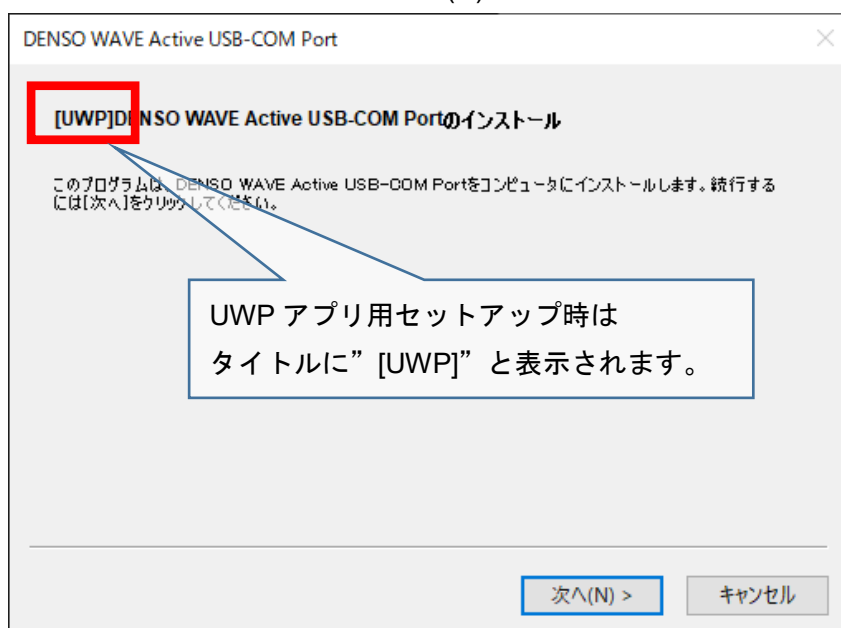 DENSO WAVE Active USB-COM Port
[UWP]DENSO WAVE Active USB-COM Portのインストール
このプログラムは、DENSO WAVE Active USB-COM Portをコンピュータにインストールします。続行する
には[次へ]をクリックしてください。
UWP アプリ用セットアップ時は
タイトルに”[UWP]”と表示されます。
次へ(N) >
キャンセル